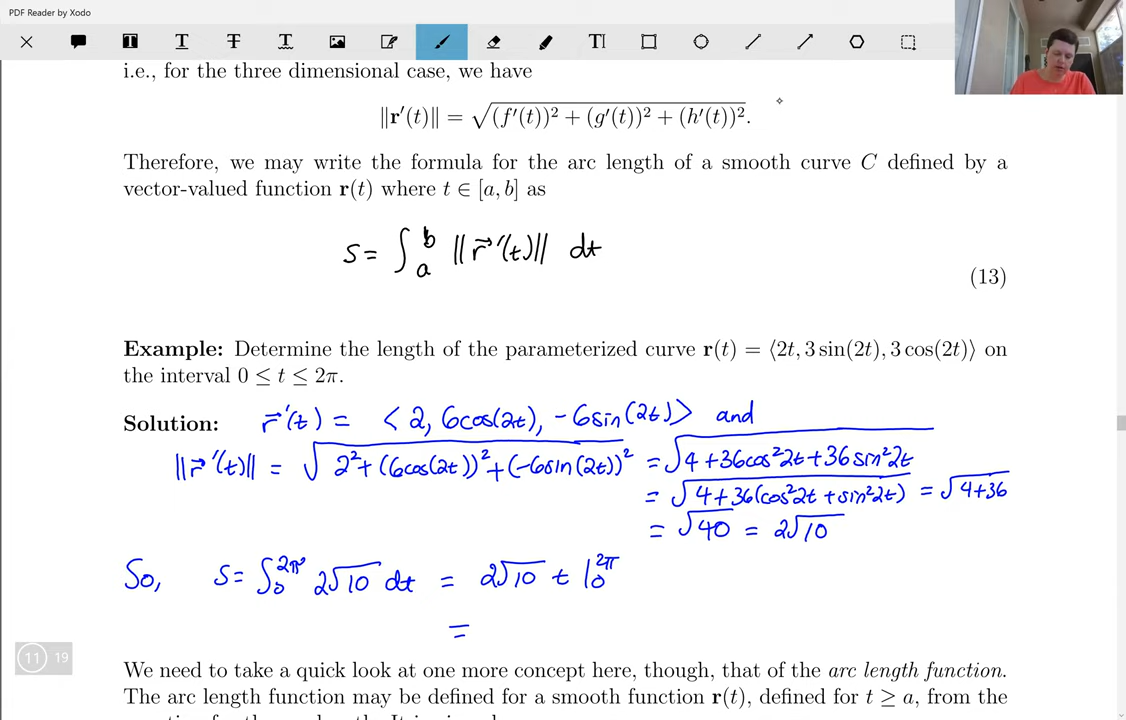 PDF Reader by Xodo
i.e., for the three dimensional case, we have
‖r′(t)‖ = √(f′(t))² + (g′(t))² + (h′(t))².
Therefore, we may write the formula for the arc length of a smooth curve C defined by a
vector-valued function r(t) where t ∈ [a, b] as
s = ∫_a^b ‖r⃗′(t)‖ dt
(13)
Example: Determine the length of the parameterized curve r(t) = ⟨2t, 3 sin(2t), 3 cos(2t)⟩ on
the interval 0 ≤ t ≤ 2π.
Solution: r⃗′(t) = <2, 6cos(2t), -6sin(2t)> and
‖r⃗′(t)‖ = √2²+(6cos(2t))²+(-6sin(2t))² = √4+36cos²2t+36sin²2t
= √4+36(cos²2t+sin²2t) = √4+36
= √40 = 2√10
So, s = ∫_0^2π 2√10 dt = 2√10 t |_0^2π
=
11 19
We need to take a quick look at one more concept here, though, that of the arc length function.
The arc length function may be defined for a smooth function r(t), defined for t ≥ a, from the